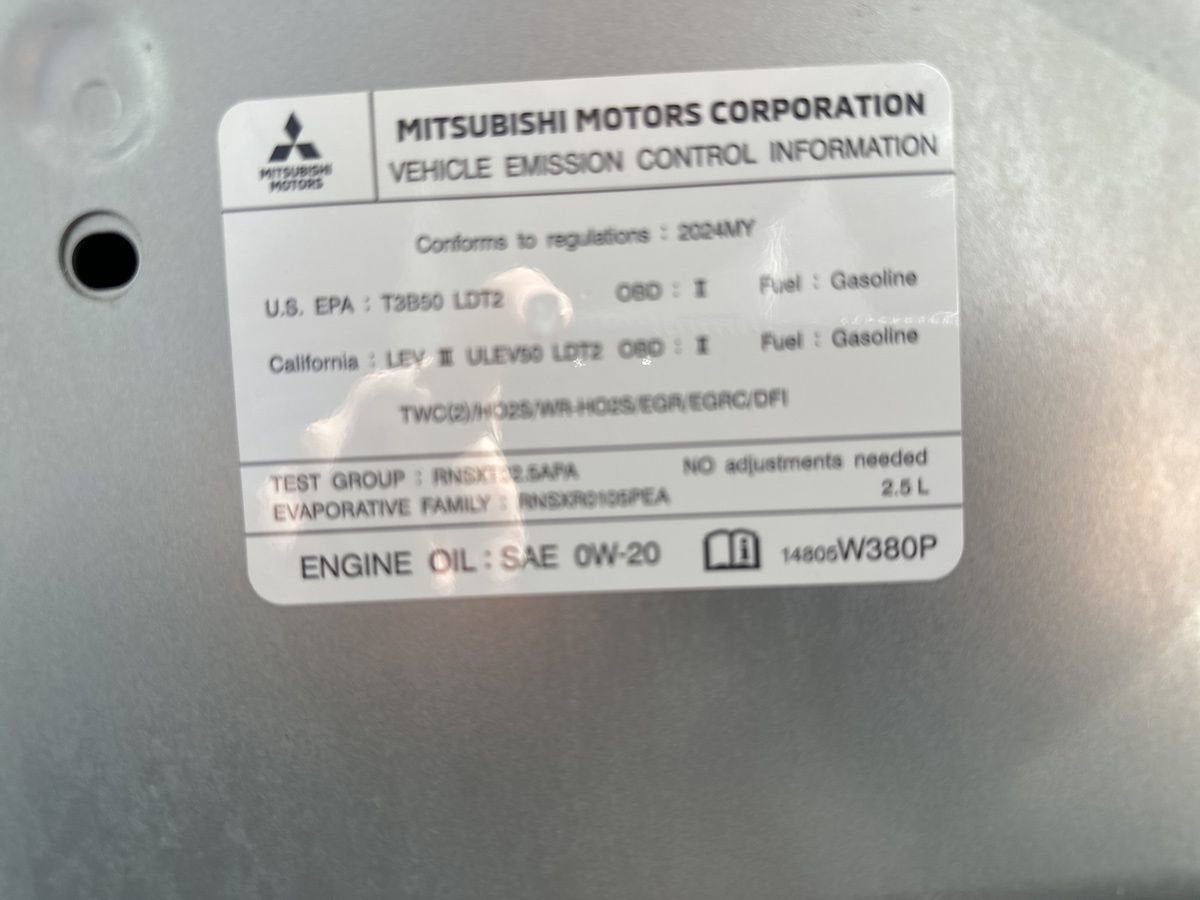 MITSUBISHI
MOTORS
MITSUBISHI MOTORS CORPORATION
VEHICLE EMISSION CONTROL INFORMATION
Conforms to regulations : 2024MY
U.S. EPA : T3B50 LDT2 OBD : II Fuel : Gasoline
California : LEV III ULEV50 LDT2 OBD : II Fuel : Gasoline
TWC(2)/HO2S/WR-HO2S/EGR/EGRC/DFI
TEST GROUP : NO adjustments needed
EVAPORATIVE FAMILY : RNSXR0105PEA 2.5 L
ENGINE OIL : SAE 0W-20 14805W380P